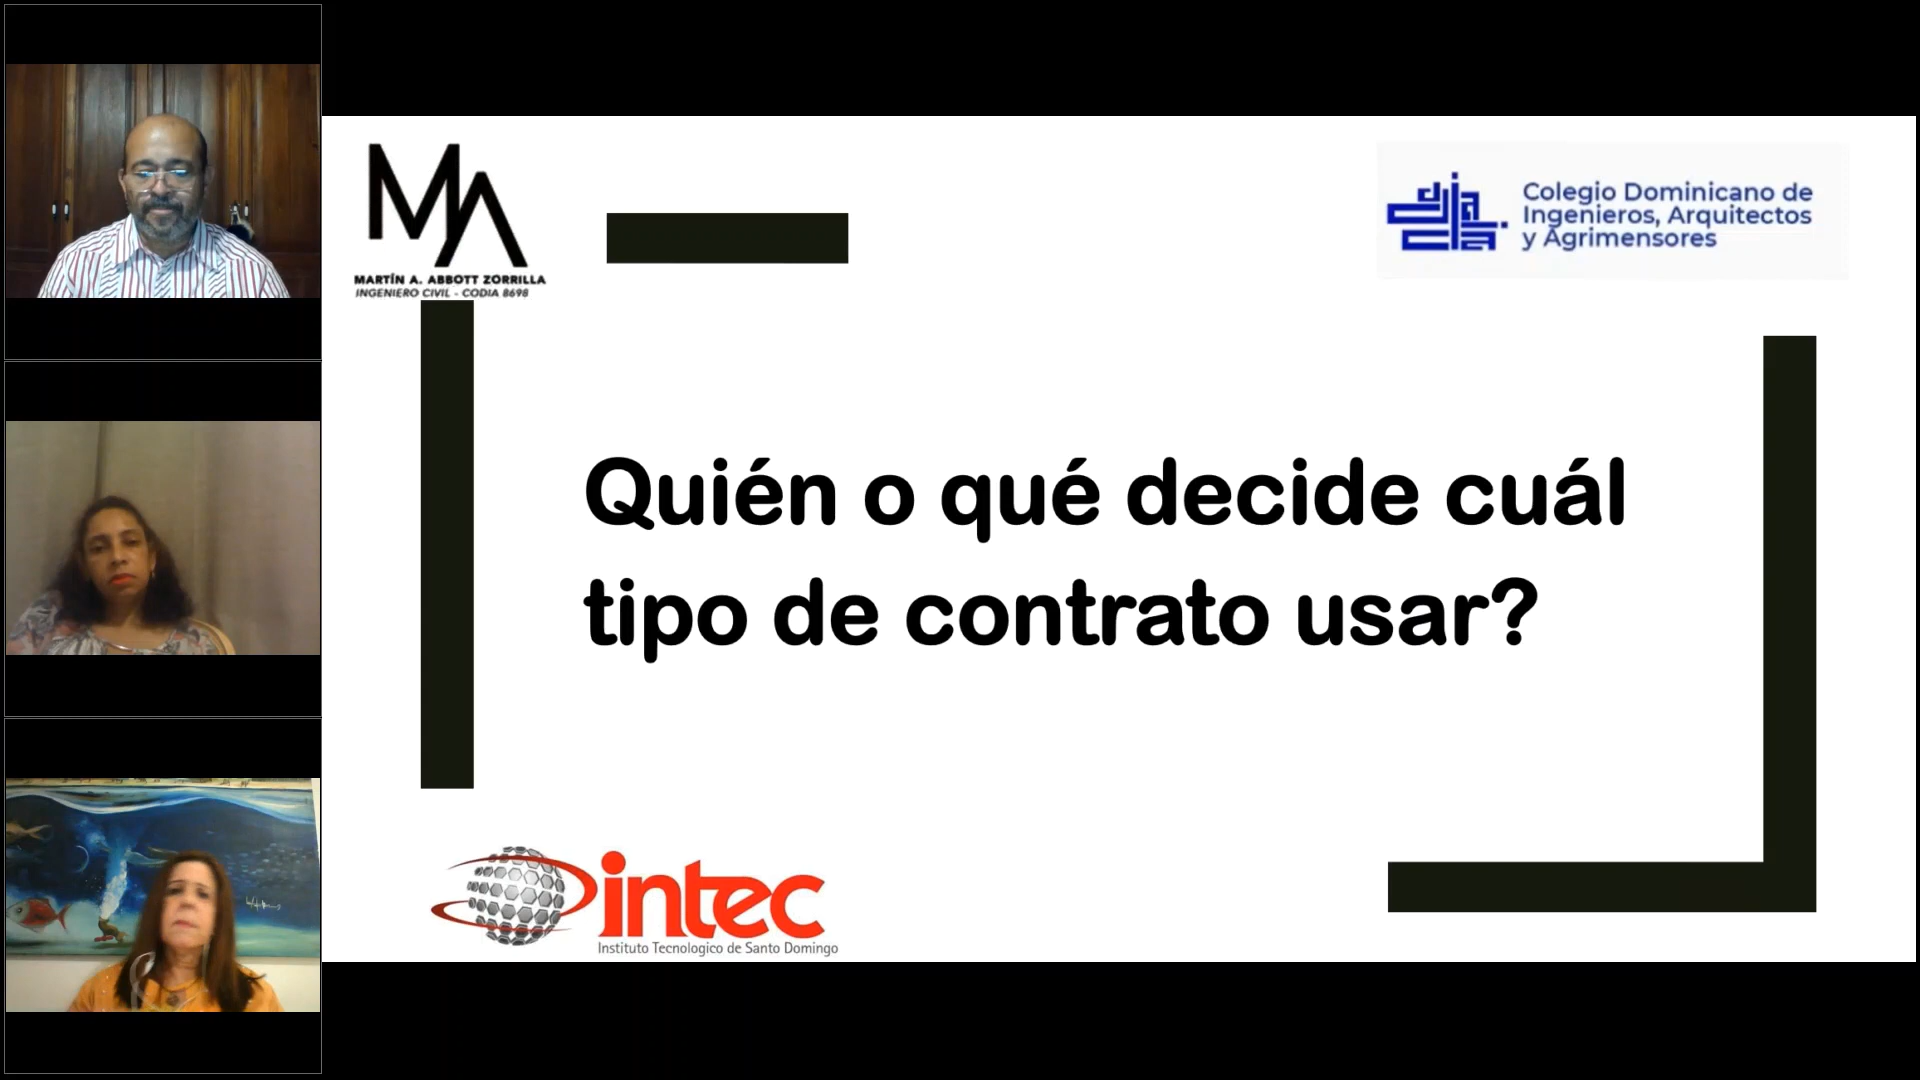 MA
MARTÍN A. ABBOTT ZORRILLA
INGENIERO CIVIL - CODIA 8698
codia
Colegio Dominicano de
Ingenieros, Arquitectos
y Agrimensores
Quién o qué decide cuál
tipo de contrato usar?
intec
Instituto Tecnologico de Santo Domingo